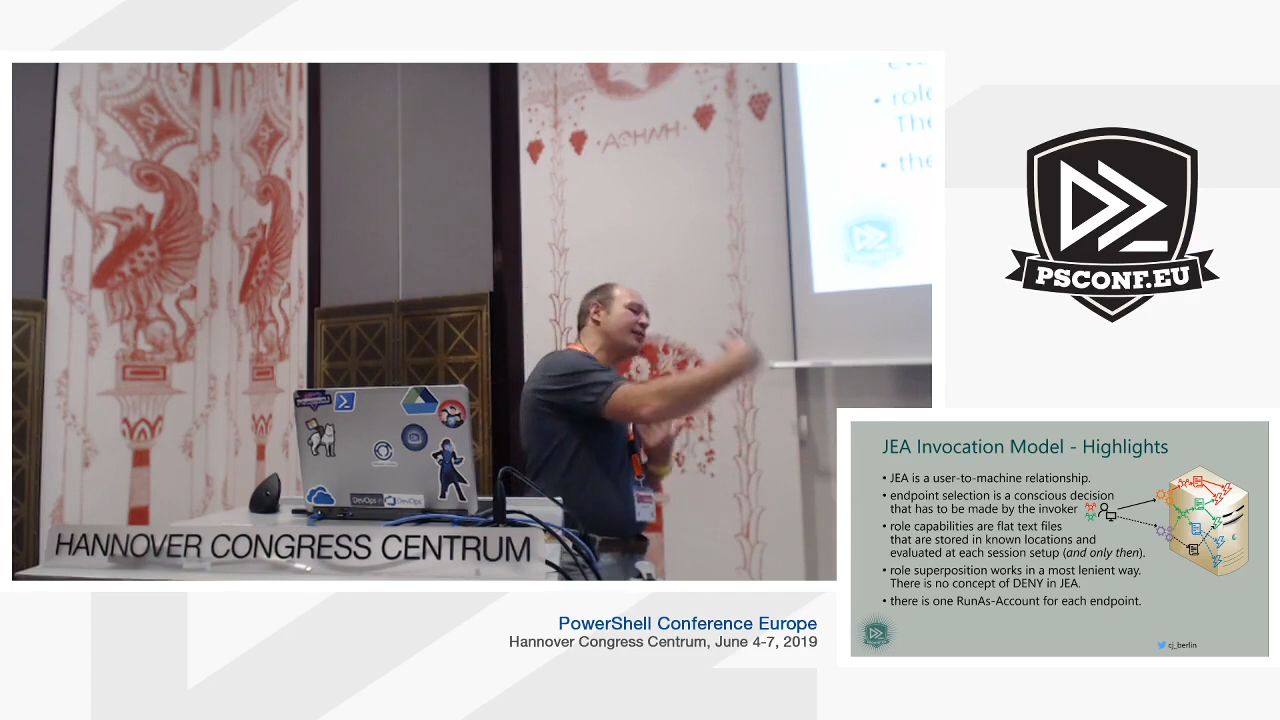 role
The
the
HANNOVER CONGRESS CENTRUM
DevOps
DevOps
PSCONF.EU
PowerShell Conference Europe
Hannover Congress Centrum, June 4-7, 2019
JEA Invocation Model - Highlights
• JEA is a user-to-machine relationship.
• endpoint selection is a conscious decision
that has to be made by the invoker
• role capabilities are flat text files
that are stored in known locations and
evaluated at each session setup (and only then).
• role superposition works in a most lenient way.
There is no concept of DENY in JEA.
• there is one RunAs-Account for each endpoint.
cj_berlin